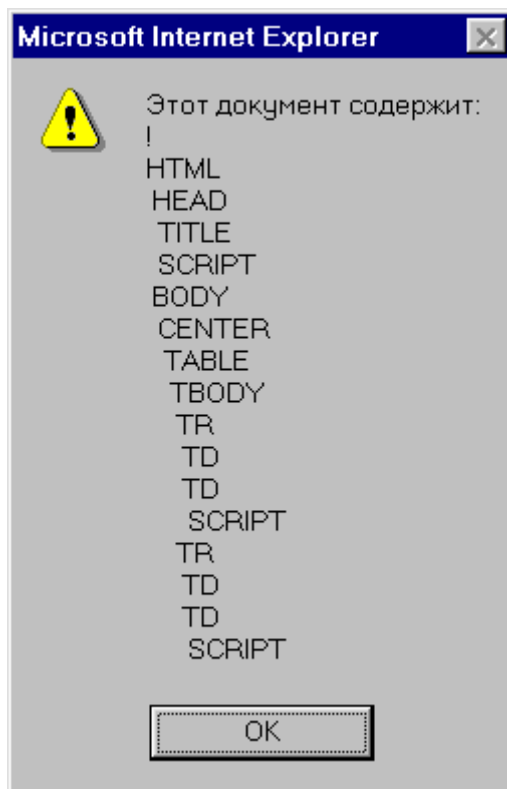 Microsoft Internet Explorer
Этот документ содержит:
!
HTML
HEAD
TITLE
SCRIPT
BODY
CENTER
TABLE
TBODY
TR
TD
TD
SCRIPT
TR
TD
TD
SCRIPT
OK